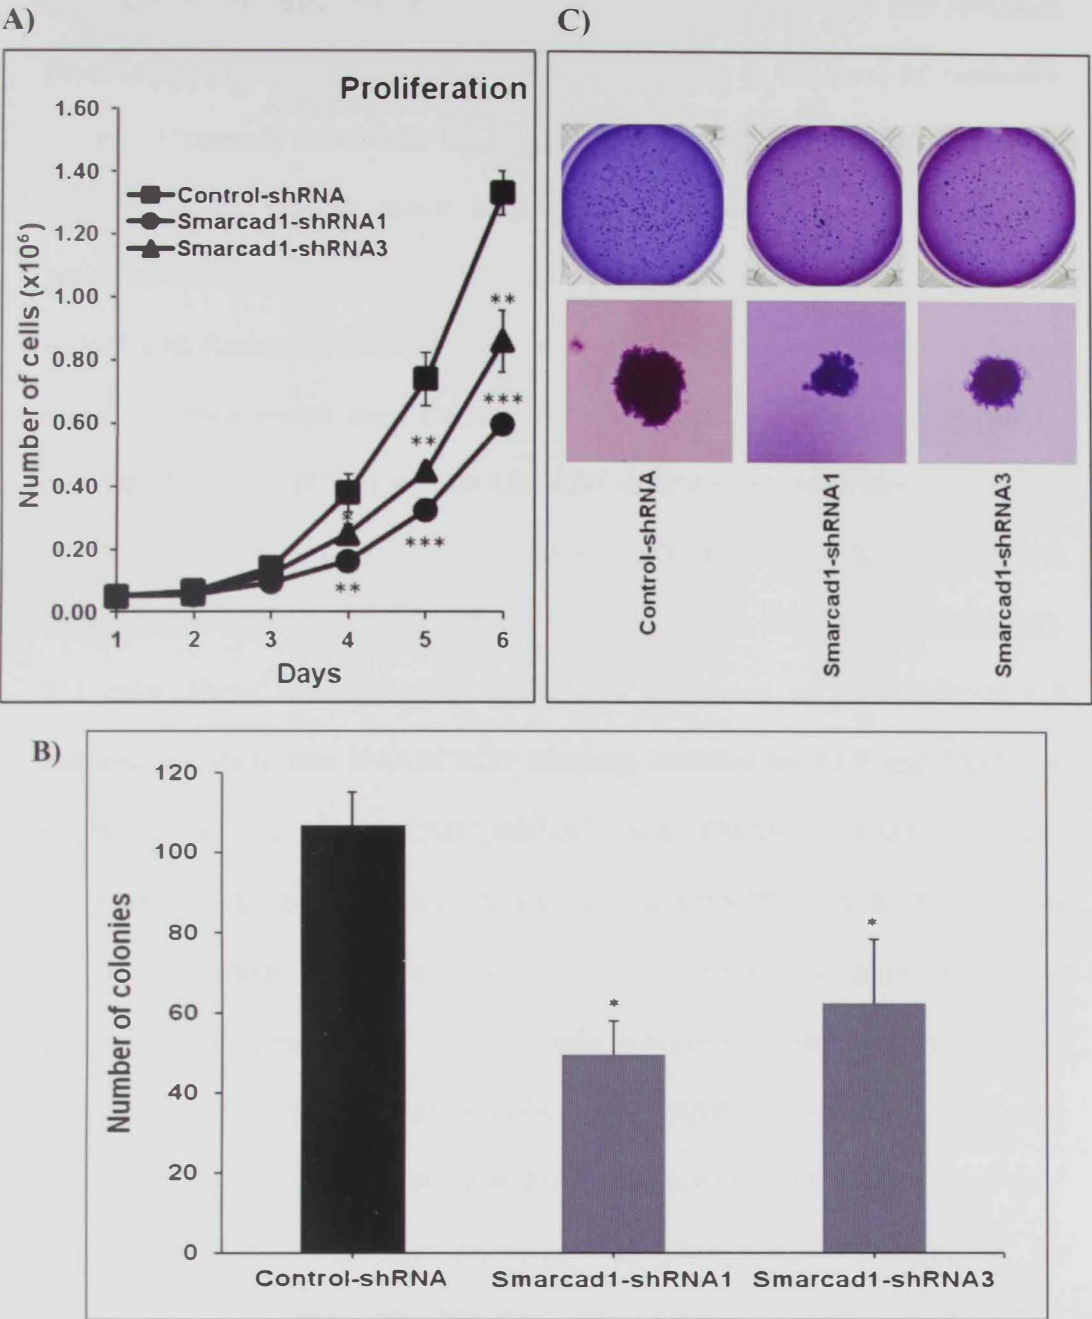 A)
Proliferation
1.60
1.40
1.20
1.00
0.80
0.60
0.40
0.20
0.00
Number of cells (x10⁶)
Control-shRNA
Smarcad1-shRNA1
Smarcad1-shRNA3
**
***
**
***
*
**
1 2 3 4 5 6
Days
C)
Control-shRNA
Smarcad1-shRNA1
Smarcad1-shRNA3
B)
120
100
80
60
40
20
0
Number of colonies
*
*
Control-shRNA Smarcad1-shRNA1 Smarcad1-shRNA3